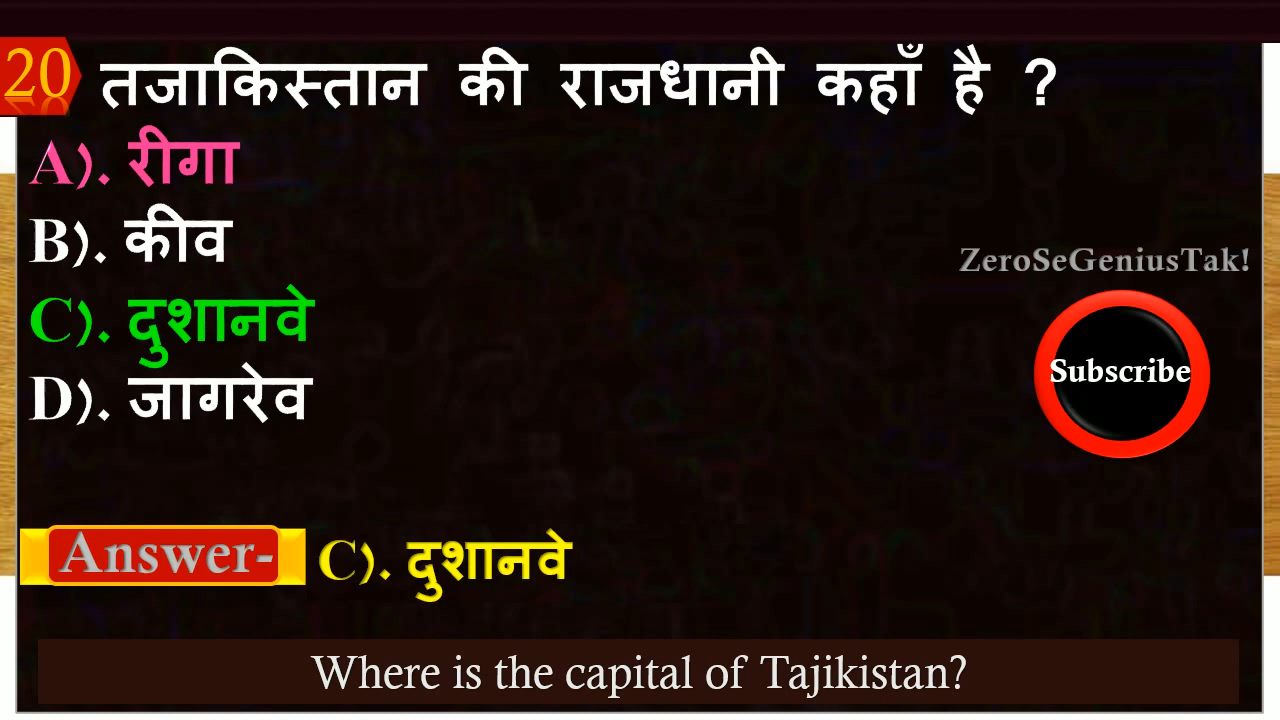 20 तजाकिस्तान की राजधानी कहाँ है ?
A). रीगा
B). कीव
C). दुशानवे
D). जागरेव
ZeroSeGeniusTak!
Subscribe
Answer- C). दुशानवे
Where is the capital of Tajikistan?